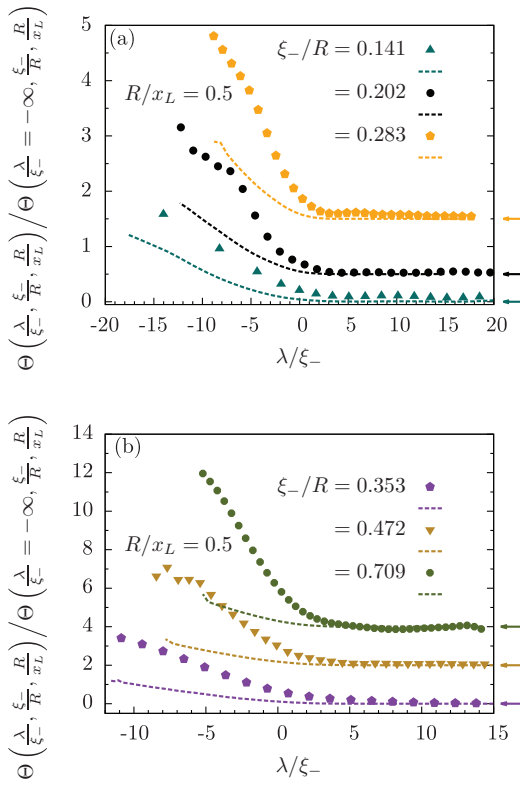 Θ(λ/ξ−, ξ−/R, R/xL)/Θ(λ/ξ− = −∞, ξ−/R, R/xL)
(a)
ξ−/R = 0.141
R/xL = 0.5
= 0.202
= 0.283
5
4
3
2
1
0
-20 -15 -10 -5 0 5 10 15 20
λ/ξ−
Θ(λ/ξ−, ξ−/R, R/xL)/Θ(λ/ξ− = −∞, ξ−/R, R/xL)
(b)
ξ−/R = 0.353
R/xL = 0.5
= 0.472
= 0.709
14
12
10
8
6
4
2
0
-10 -5 0 5 10 15
λ/ξ−